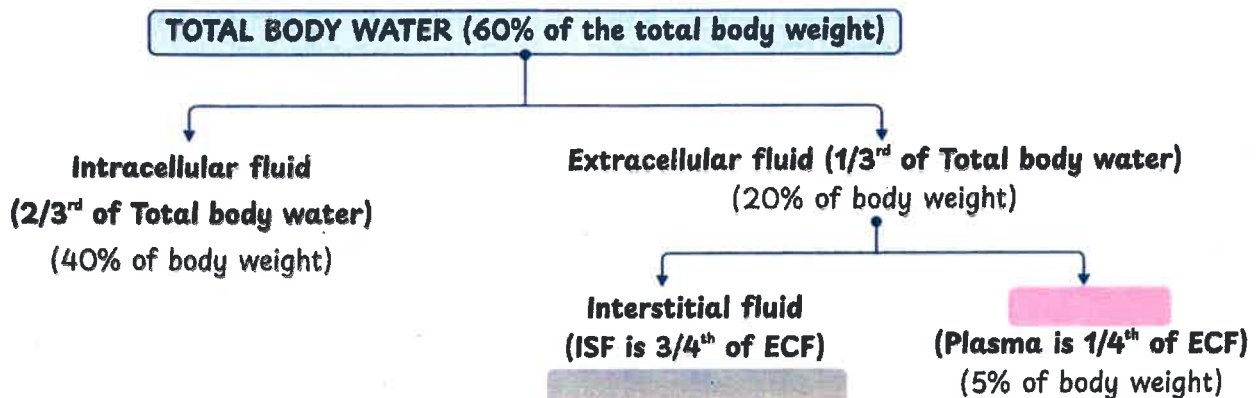 TOTAL BODY WATER (60% of the total body weight)
Intracellular fluid
(2/3rd of Total body water)
(40% of body weight)
Extracellular fluid (1/3rd of Total body water)
(20% of body weight)
Interstitial fluid
(ISF is 3/4th of ECF)
(Plasma is 1/4th of ECF)
(5% of body weight)